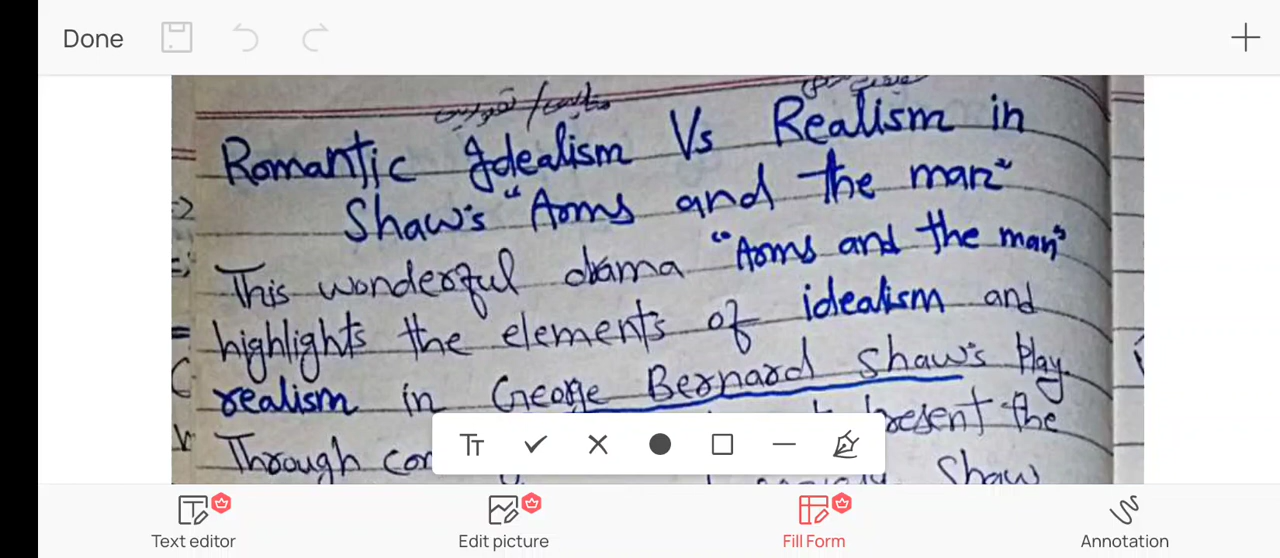 Done
Romantic Idealism Vs Realism in
Shaw's "Arms and the man"
This wonderful drama "Arms and the man"
highlights the elements of idealism and
realism in George Bernard Shaw's Play.
Through present the
Shaw
Text editor
Edit picture
Fill Form
Annotation